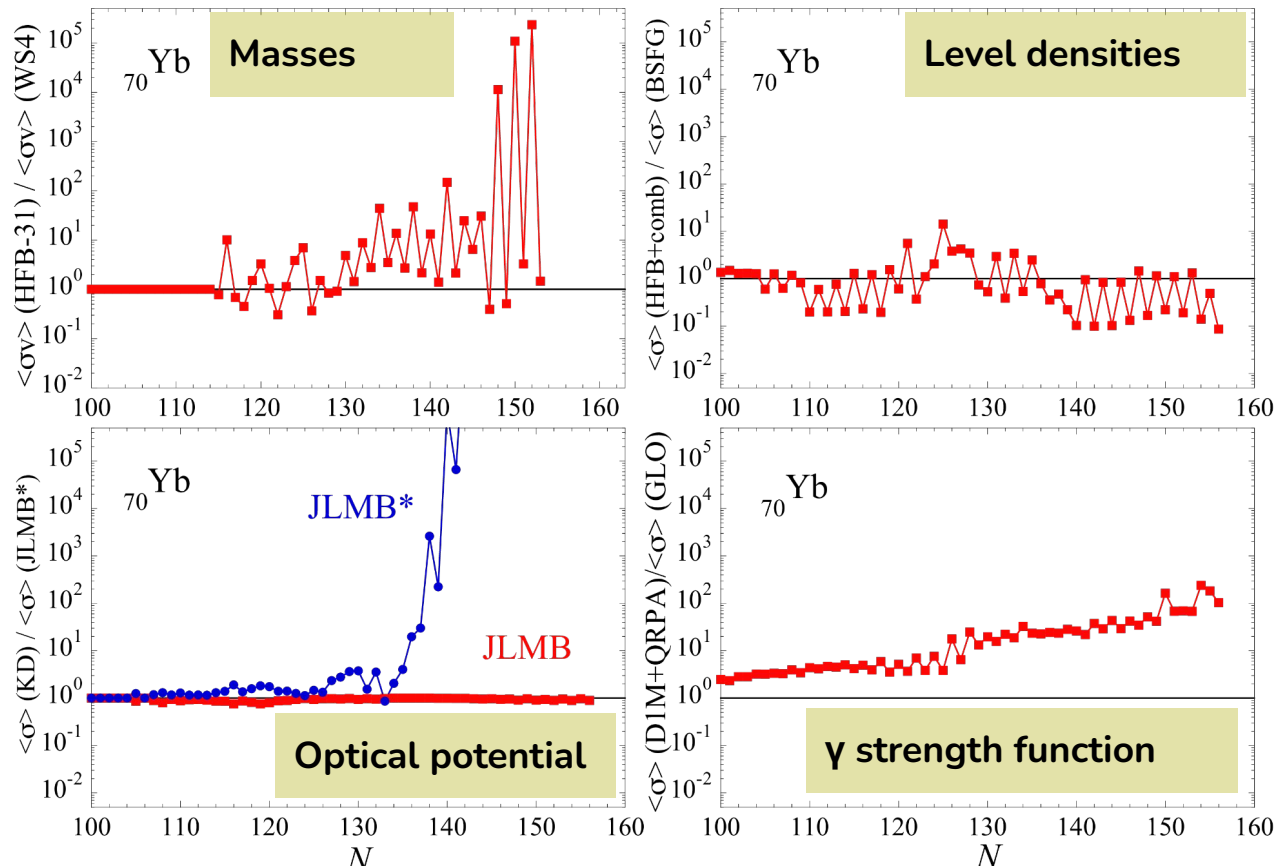 <σv> (HFB-31) / <σv> (WS4)
10^5
10^4
10^3
10^2
10^1
10^0
10^-1
10^-2
70Yb
Masses
100 110 120 130 140 150 160
<σ> (HFB+comb) / <σ> (BSFG)
10^5
10^4
10^3
10^2
10^1
10^0
10^-1
10^-2
70Yb
Level densities
100 110 120 130 140 150 160
<σ> (KD) / <σ> (JLMB*)
10^5
10^4
10^3
10^2
10^1
10^0
10^-1
10^-2
70Yb
JLMB*
JLMB
Optical potential
100 110 120 130 140 150 160
N
<σ> (D1M+QRPA)/<σ> (GLO)
10^5
10^4
10^3
10^2
10^1
10^0
10^-1
10^-2
70Yb
γ strength function
100 110 120 130 140 150 160
N